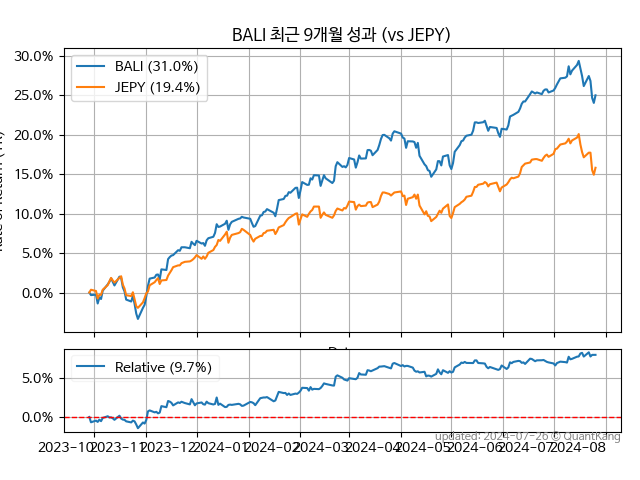 BALI 최근 9개월 성과 (vs JEPY)
30.0%
25.0%
20.0%
15.0%
10.0%
5.0%
0.0%
BALI (31.0%)
JEPY (19.4%)
Relative (9.7%)
5.0%
0.0%
updated: 2024-07-26 © QuantKang
2023-10 2023-11 2023-12 2024-01 2024-02 2024-03 2024-04 2024-05 2024-06 2024-07 2024-08